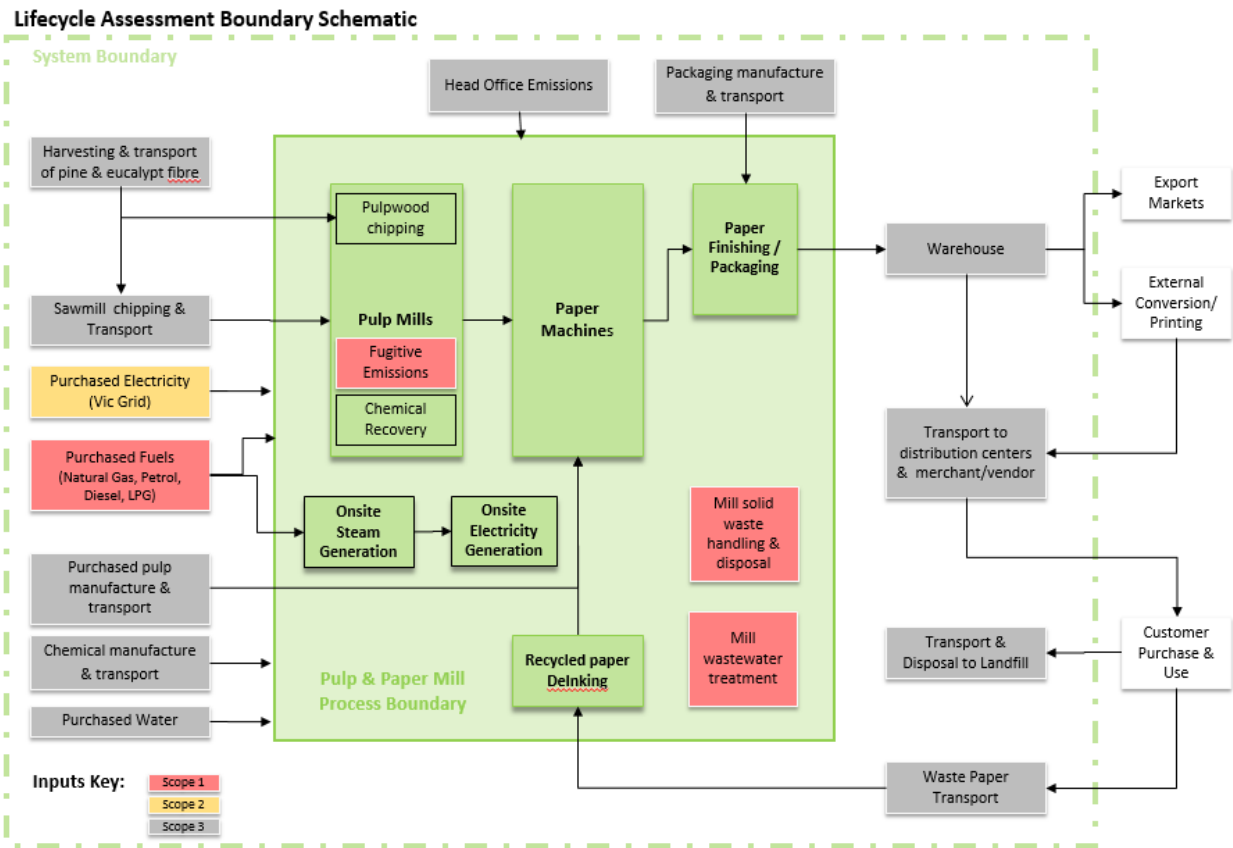 Lifecycle Assessment Boundary Schematic
System Boundary
Head Office Emissions
Packaging manufacture
& transport
Harvesting & transport
of pine & eucalypt fibre
Pulpwood
chipping
Paper
Finishing /
Packaging
Warehouse
Export
Markets
Sawmill chipping &
Transport
Pulp Mills
Paper
Machines
External
Conversion/
Printing
Fugitive
Emissions
Purchased Electricity
(Vic Grid)
Chemical
Recovery
Transport to
distribution centers
& merchant/vendor
Purchased Fuels
(Natural Gas, Petrol,
Diesel, LPG)
Onsite
Steam
Generation
Onsite
Electricity
Generation
Mill solid
waste
handling &
disposal
Purchased pulp
manufacture &
transport
Chemical manufacture
& transport
Pulp & Paper Mill
Process Boundary
Recycled paper
DeInking
Mill
wastewater
treatment
Transport &
Disposal to Landfill
Customer
Purchase &
Use
Purchased Water
Inputs Key:
Scope 1
Scope 2
Scope 3
Waste Paper
Transport